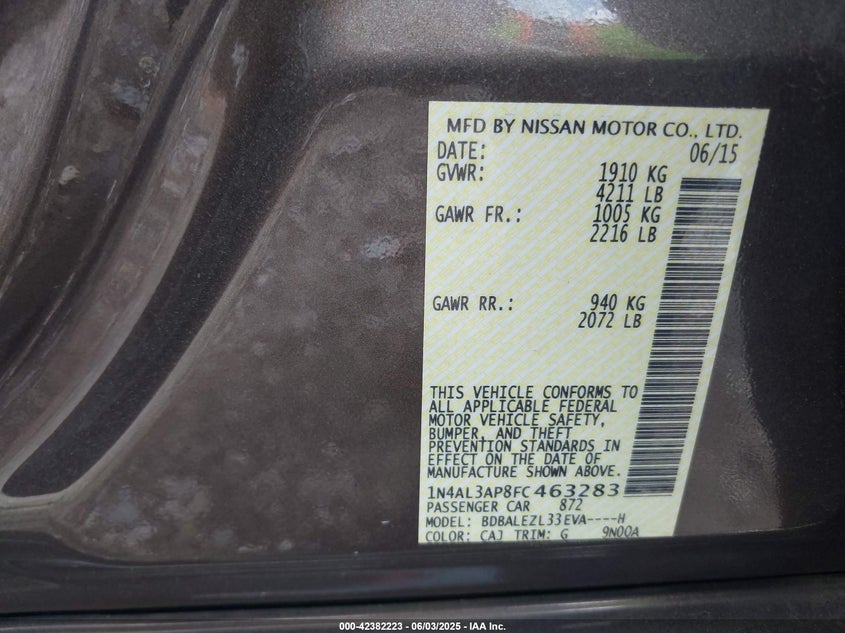 MFD BY NISSAN MOTOR CO., LTD.
DATE: 06/15
GVWR: 1910 KG
4211 LB
GAWR FR.: 1005 KG
2216 LB
GAWR RR.: 940 KG
2072 LB
THIS VEHICLE CONFORMS TO
ALL APPLICABLE FEDERAL
MOTOR VEHICLE SAFETY,
BUMPER, AND THEFT
PREVENTION STANDARDS IN
EFFECT ON THE DATE OF
MANUFACTURE SHOWN ABOVE.
1N4AL3AP8FC463283
PASSENGER CAR 872
MODEL: BDBALEZL33EVA----H
COLOR: CAJ TRIM: G 9N00A
000-42382223 - 06/03/2025 - IAA Inc.